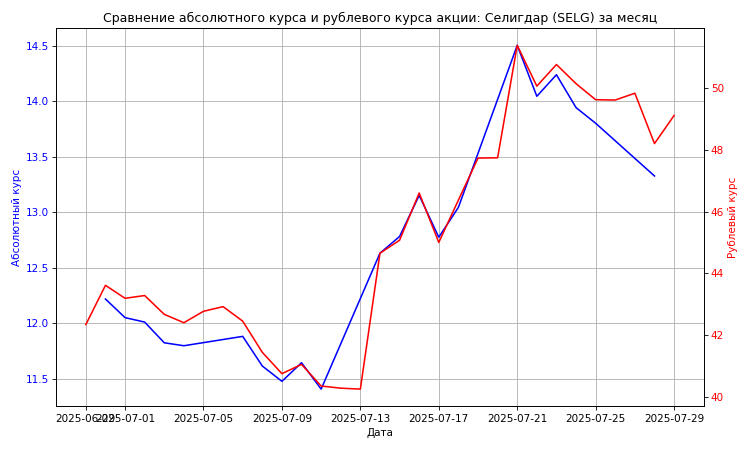 Сравнение абсолютного курса и рублевого курса акции: Селигдар (SELG) за месяц
Абсолютный курс
14.5
14.0
13.5
13.0
12.5
12.0
11.5
50
48
46
44
42
40
Рублевый курс
2025-06-29 2025-07-01 2025-07-05 2025-07-09 2025-07-13 2025-07-17 2025-07-21 2025-07-25 2025-07-29
Дата